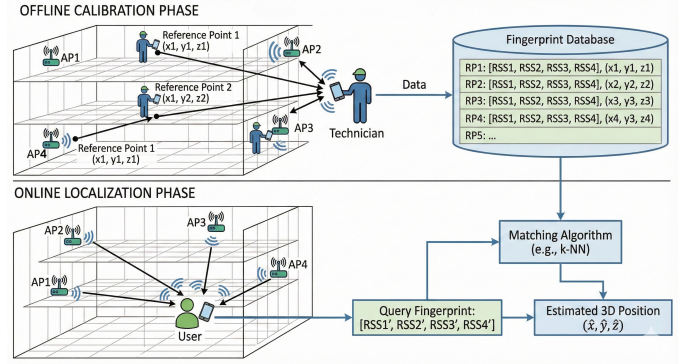 OFFLINE CALIBRATION PHASE
AP1
Reference Point 1
(x1, y1, z1)
AP2
Reference Point 2
(x1, y2, z2)
AP4
Reference Point 1
(x1, y1, z1)
AP3
Technician
Data
Fingerprint Database
RP1: [RSS1, RSS2, RSS3, RSS4], (x1, y1, z1)
RP2: [RSS1, RSS2, RSS3, RSS4], (x2, y2, z2)
RP3: [RSS1, RSS2, RSS3, RSS4], (x3, y3, z3)
RP4: [RSS1, RSS2, RSS3, RSS4], (x4, y3, z4)
RP5: ...
ONLINE LOCALIZATION PHASE
AP2
AP3
AP1
AP4
User
Query Fingerprint:
[RSS1', RSS2', RSS3', RSS4']
Matching Algorithm
(e.g., k-NN)
Estimated 3D Position
(x̂, ŷ, ẑ)